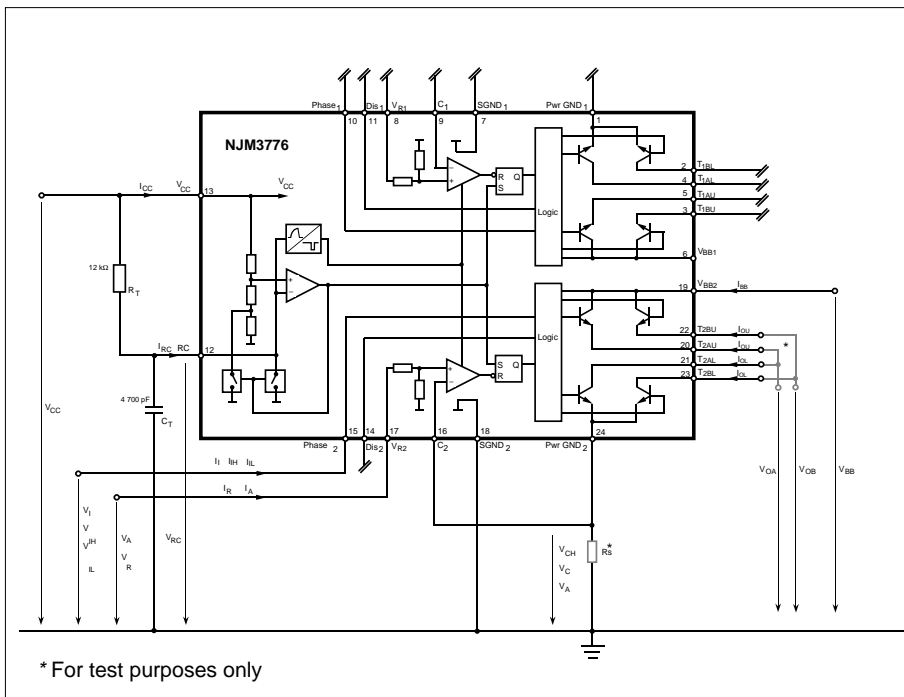 Phase1 Dis1 VR1 C1 SGND1 Pwr GND1
10 11 8 9 7 1
NJM3776
ICC VCC 13 VCC
R Q
S
Logic
2 T1BL
4 T1AL
5 T1AU
3 T1BU
6 VBB1
12 kΩ
RT
+
−
−
+
19 VBB2 IBB
Logic
22 T2BU IOU
20 T2AU IOU
*
21 T2AL IOL
23 T2BL IOL
IRC RC 12
S Q
R
+
−
4 700 pF
CT
15 14 17 16 18 24
Phase2 Dis2 VR2 C2 SGND2 Pwr GND2
VCC
II IIH IIL
IR IA
VOA VOB VBB
VI
V
VIH
IL
VA
V
R
VRC
VCH
VC
VA
Rs*
* For test purposes only